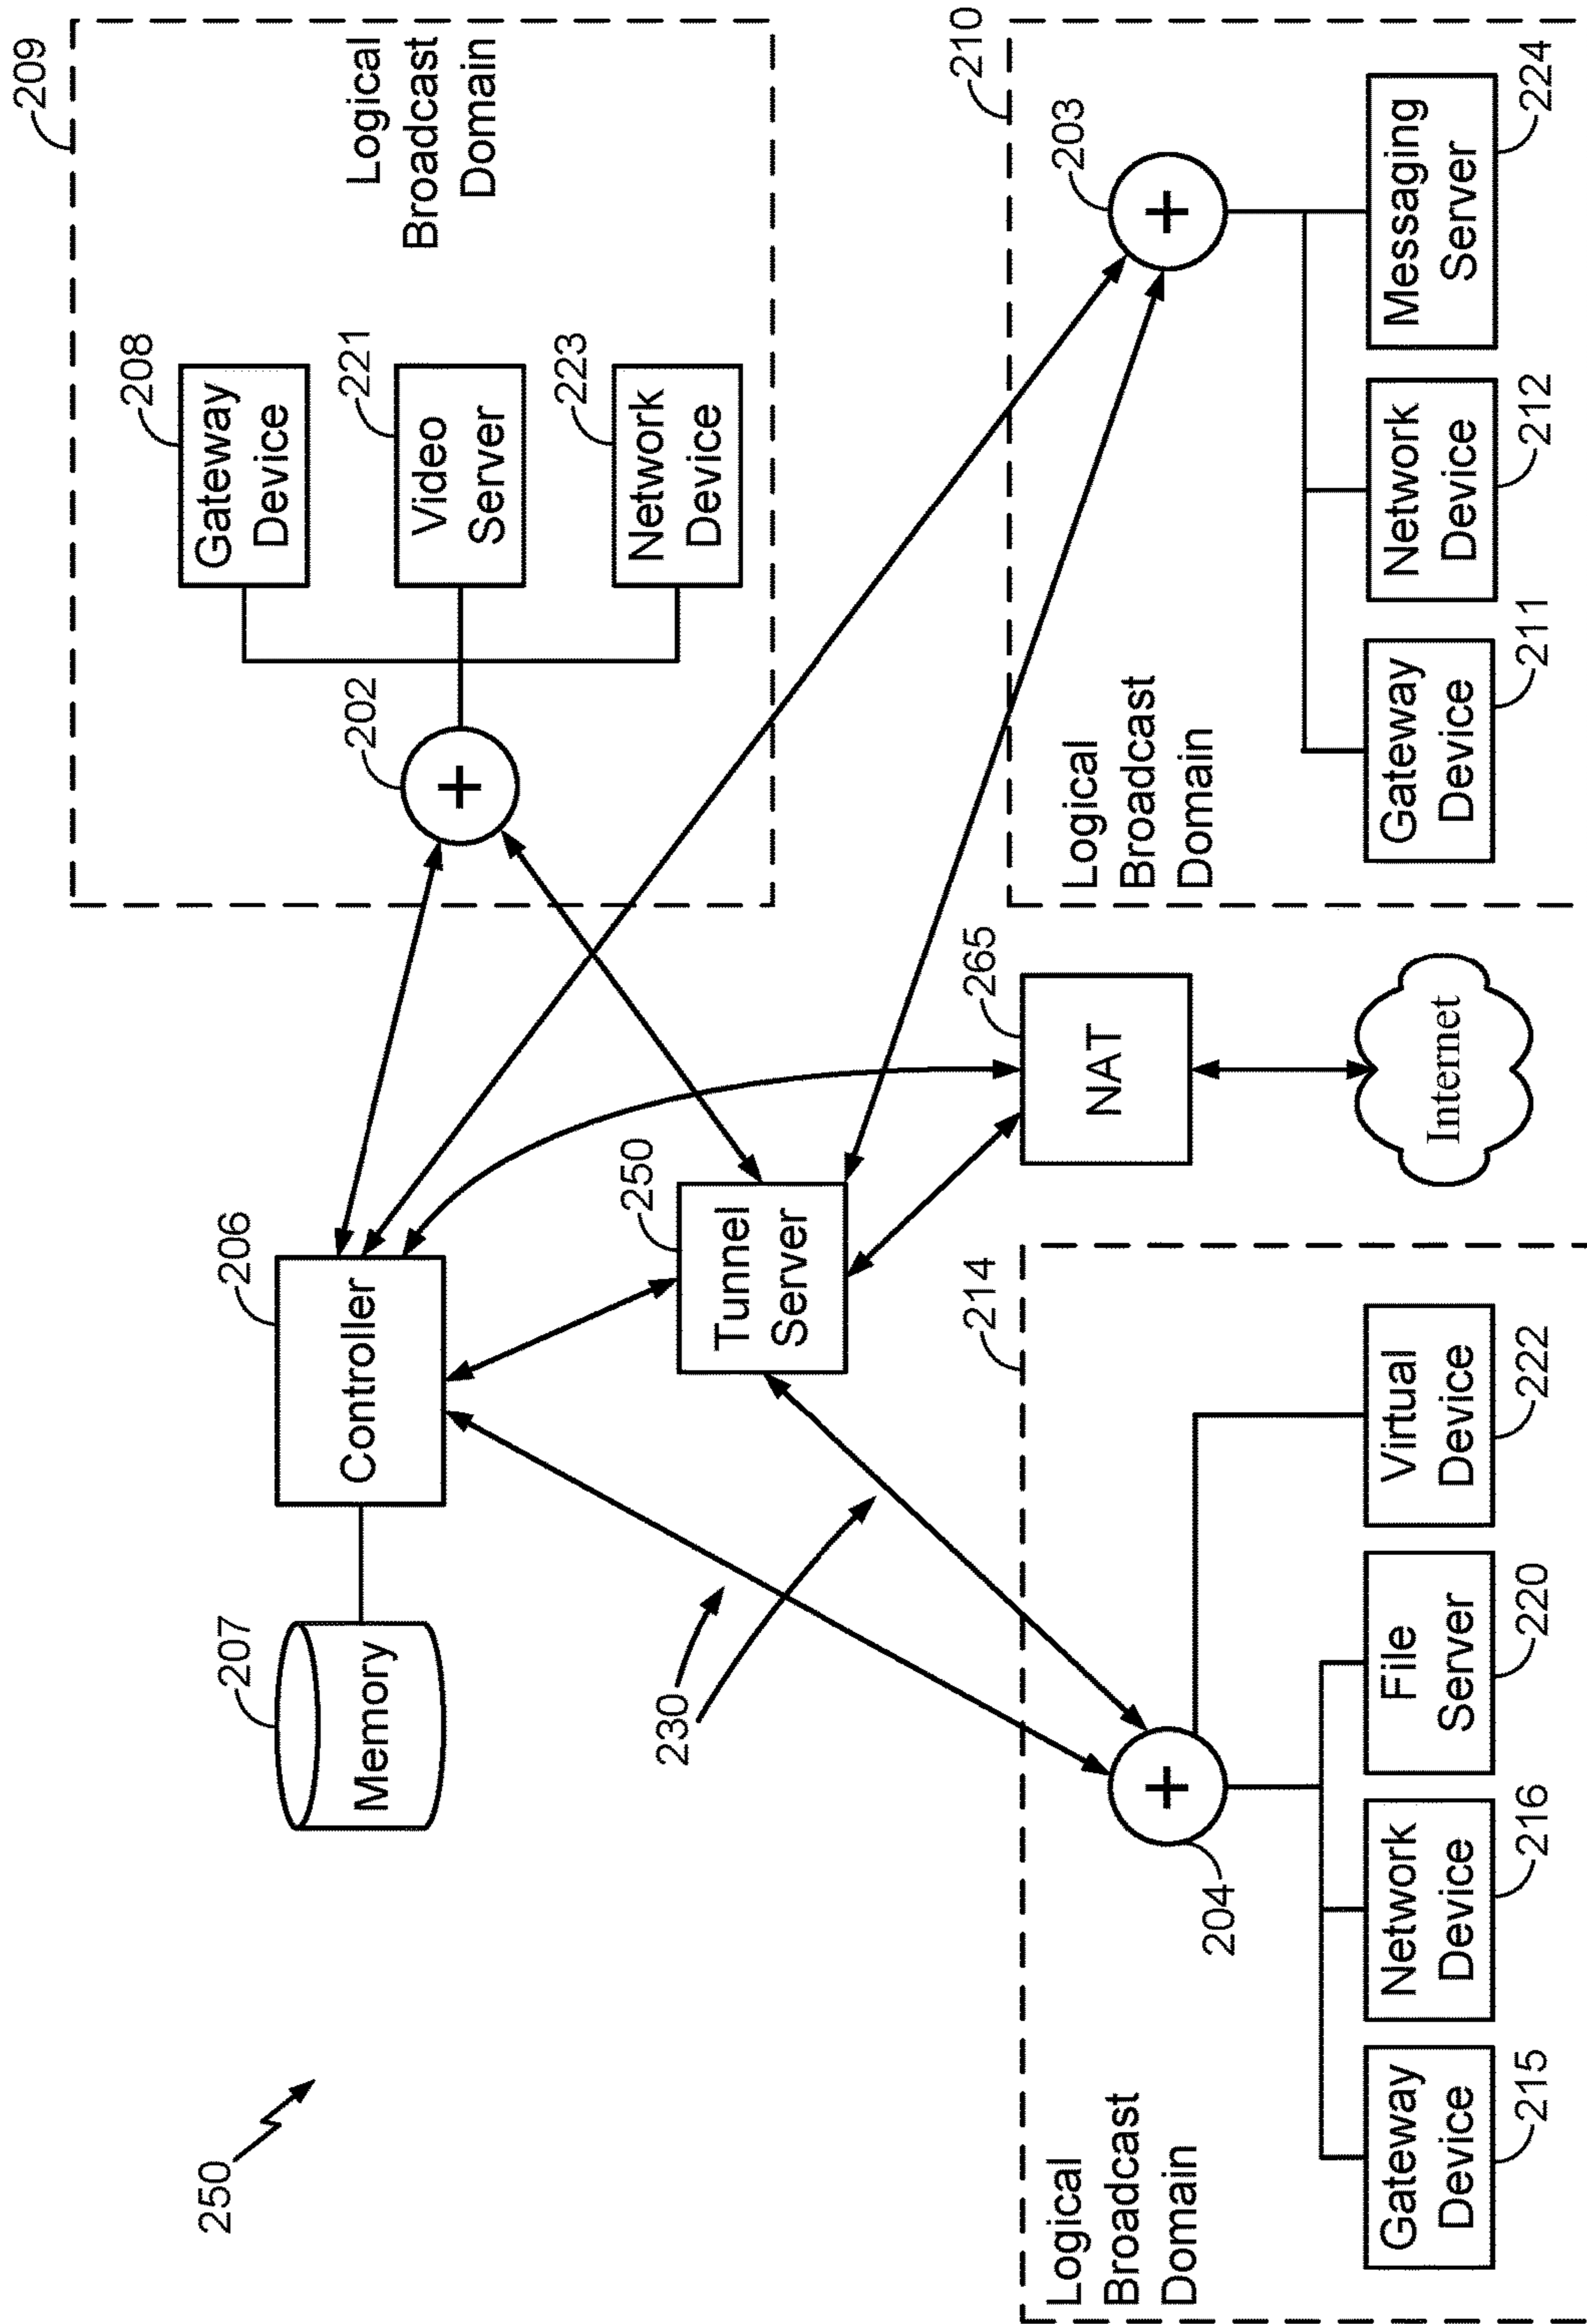 250
207
Memory
206
Controller
209
208
Gateway
Device
221
Video
Server
223
Network
Device
202
Logical
Broadcast
Domain
230
250
Tunnel
Server
265
NAT
Internet
214
Logical
Broadcast
Domain
204
Gateway
Device
215
Network
Device
216
File
Server
220
Virtual
Device
222
210
Logical
Broadcast
Domain
203
Gateway
Device
211
Network
Device
212
Messaging
Server
224